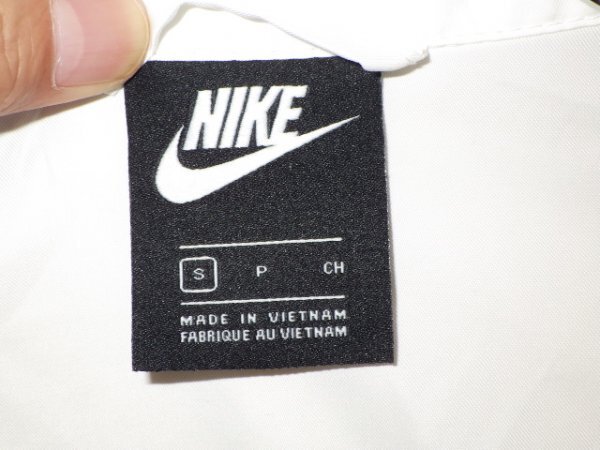 NIKE
S P CH
MADE IN VIETNAM
FABRIQUE AU VIETNAM